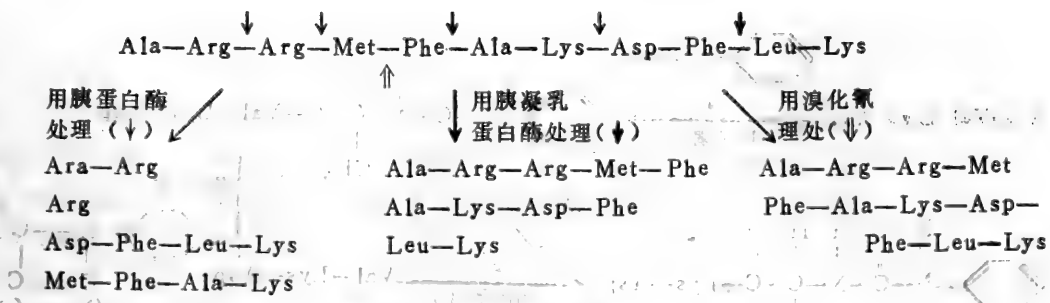 Ala—Arg—Arg—Met—Phe—Ala—Lys—Asp—Phe—Leu—Lys
用胰蛋白酶
处理（↓）
Ara—Arg
Arg
Asp—Phe—Leu—Lys
Met—Phe—Ala—Lys
用胰凝乳
蛋白酶处理(↓)
Ala—Arg—Arg—Met—Phe
Ala—Lys—Asp—Phe
Leu—Lys
用溴化氰
理处(⇓)
Ala—Arg—Arg—Met
Phe—Ala—Lys—Asp—
Phe—Leu—Lys